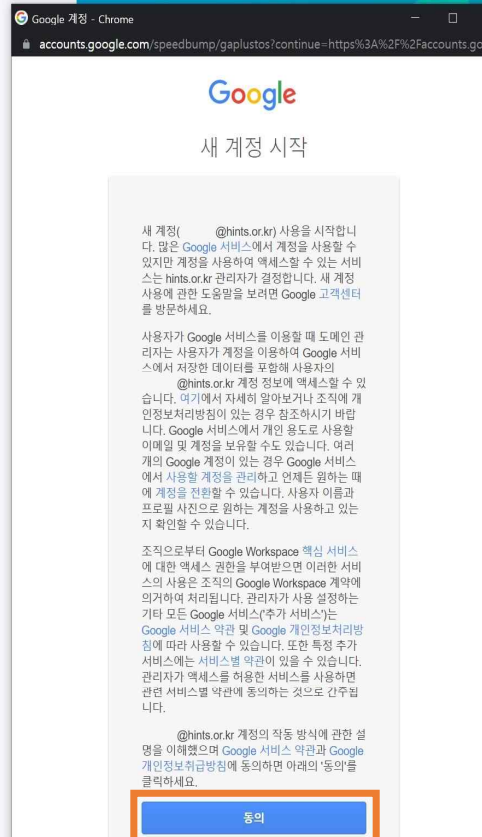 Google 계정 - Chrome
accounts.google.com/speedbump/gaplustos?continue=https%3A%2F%2Faccounts.go
Google
새 계정 시작
새 계정( @hints.or.kr) 사용을 시작합니
다. 많은 Google 서비스에서 계정을 사용할 수
있지만 계정을 사용하여 액세스할 수 있는 서비
스는 hints.or.kr 관리자가 결정합니다. 새 계정
사용에 관한 도움말을 보려면 Google 고객센터
를 방문하세요.
사용자가 Google 서비스를 이용할 때 도메인 관
리자는 사용자가 계정을 이용하여 Google 서비
스에서 저장한 데이터를 포함해 사용자의
@hints.or.kr 계정 정보에 액세스할 수 있
습니다. 여기에서 자세히 알아보거나 조직에 개
인정보처리방침이 있는 경우 참조하시기 바랍
니다. Google 서비스에서 개인 용도로 사용할
이메일 및 계정을 보유할 수도 있습니다. 여러
개의 Google 계정이 있는 경우 Google 서비스
에서 사용할 계정을 관리하고 언제든 원하는 때
에 계정을 전환할 수 있습니다. 사용자 이름과
프로필 사진으로 원하는 계정을 사용하고 있는
지 확인할 수 있습니다.
조직으로부터 Google Workspace 핵심 서비스
에 대한 액세스 권한을 부여받으면 이러한 서비
스의 사용은 조직의 Google Workspace 계약에
의거하여 처리됩니다. 관리자가 사용 설정하는
기타 모든 Google 서비스('추가 서비스')는
Google 서비스 약관 및 Google 개인정보처리방
침에 따라 사용할 수 있습니다. 또한 특정 추가
서비스에는 서비스별 약관이 있을 수 있습니다.
관리자가 액세스를 허용한 서비스를 사용하면
관련 서비스별 약관에 동의하는 것으로 간주됩
니다.
@hints.or.kr 계정의 작동 방식에 관한 설
명을 이해했으며 Google 서비스 약관과 Google
개인정보취급방침에 동의하면 아래의 '동의'를
클릭하세요.
동의